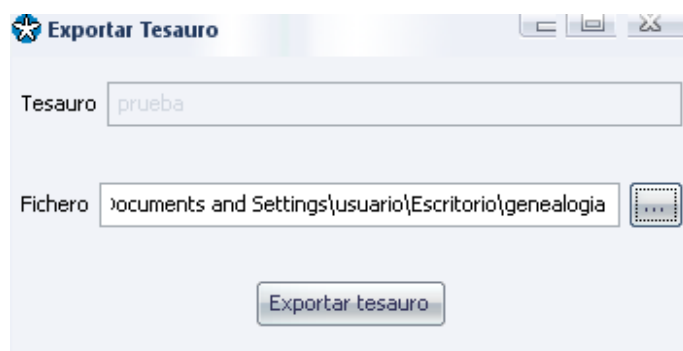 Exportar Tesauro
Tesauro prueba
Fichero ocuments and Settings\usuario\Escritorio\genealogia ...
Exportar tesauro